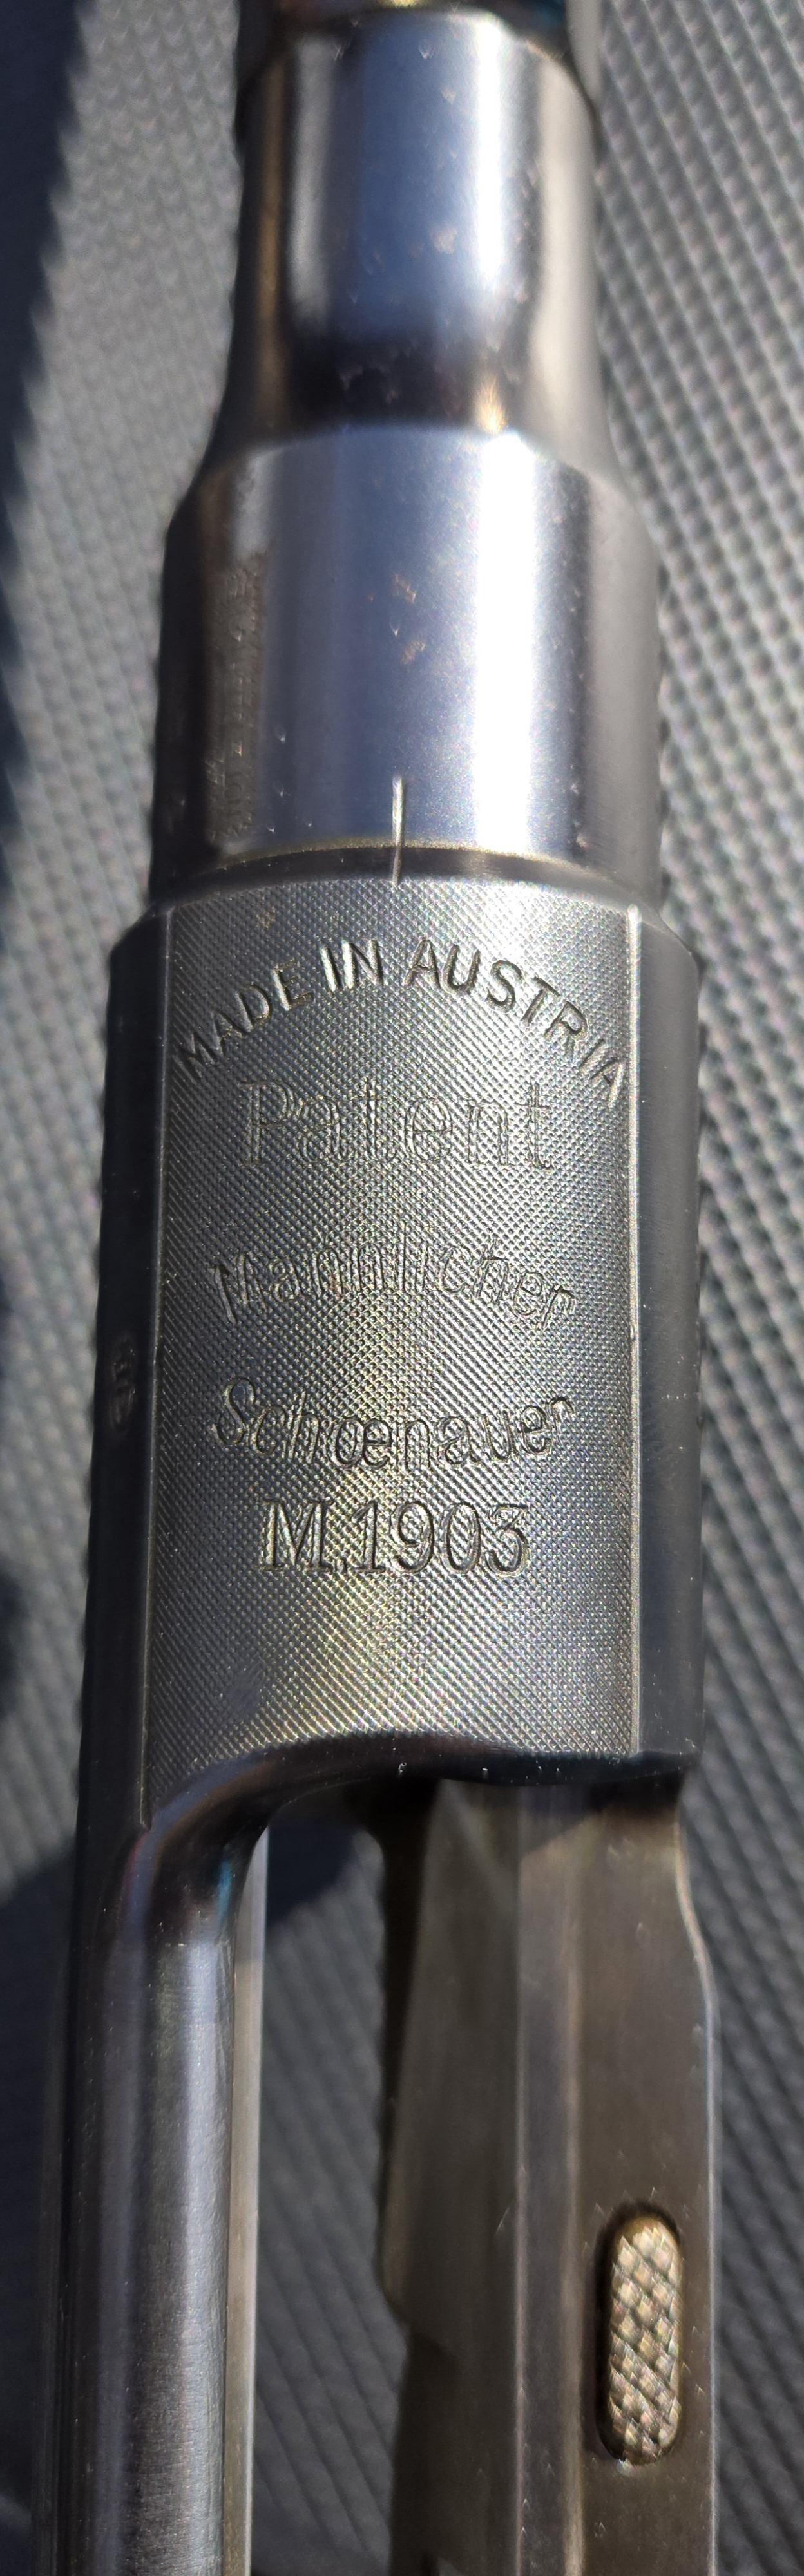 MADE IN AUSTRIA
Patent
Mannlicher
Schœnauer
M.1903